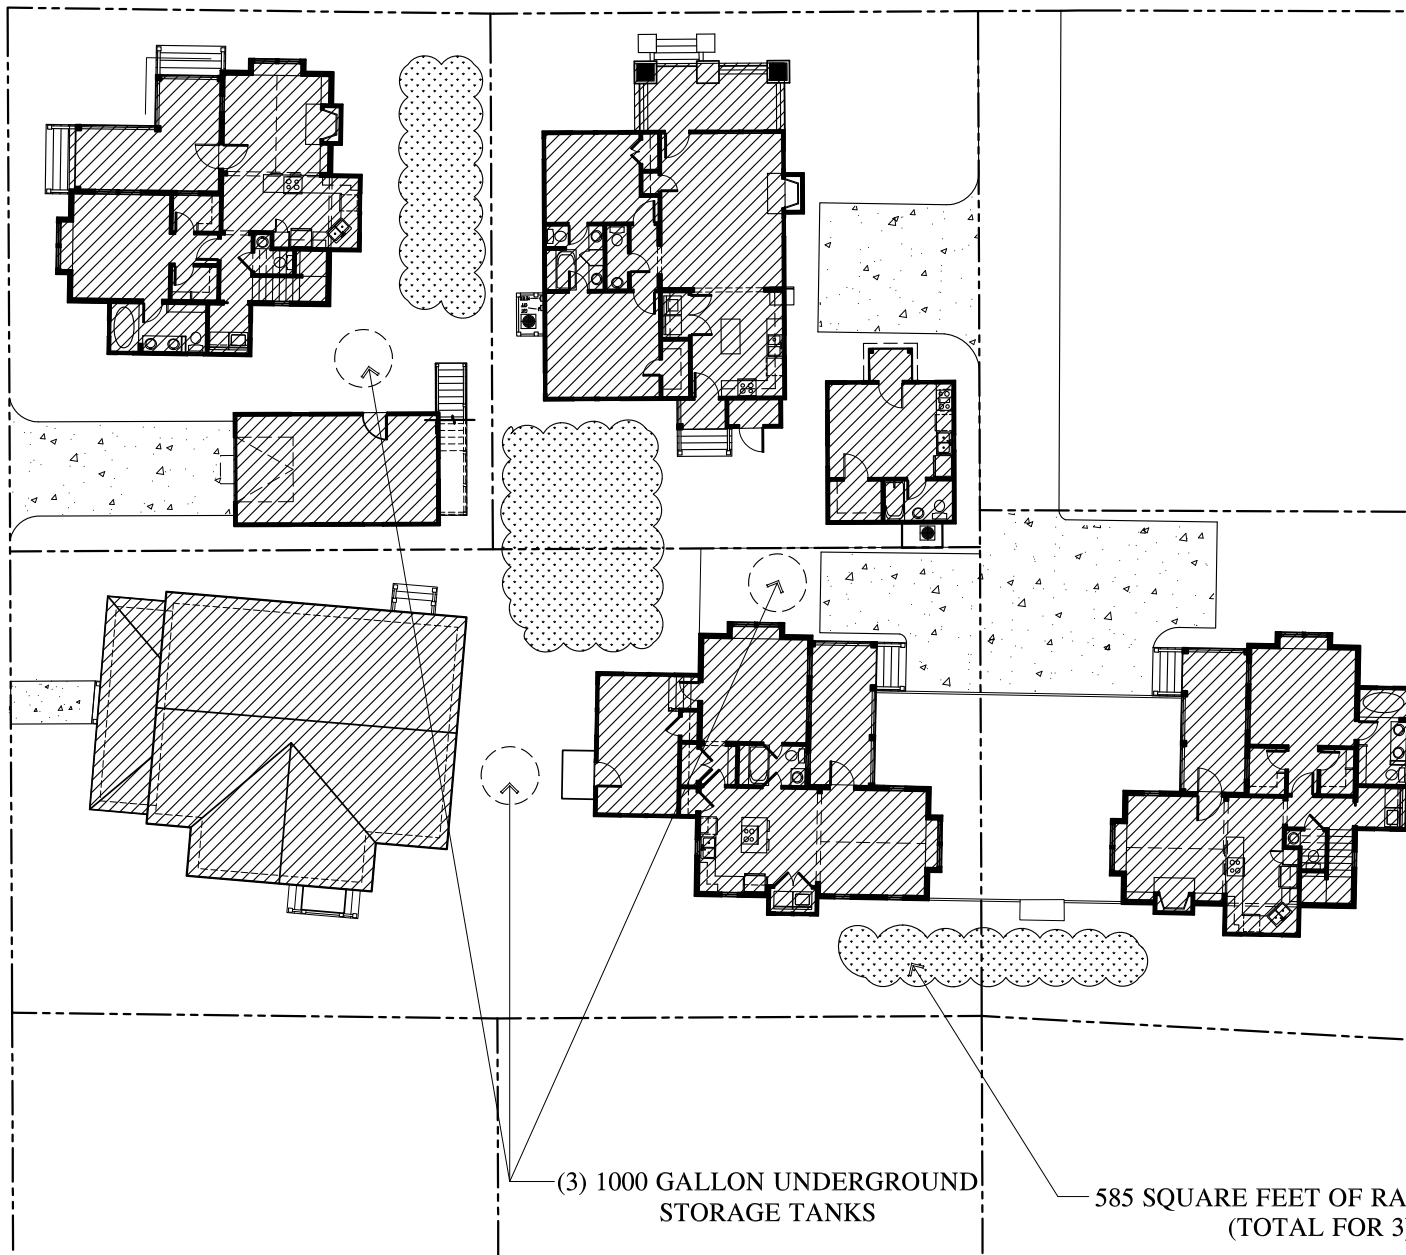 (3) 1000 GALLON UNDERGROUND
STORAGE TANKS
585 SQUARE FEET OF RA
(TOTAL FOR 3)